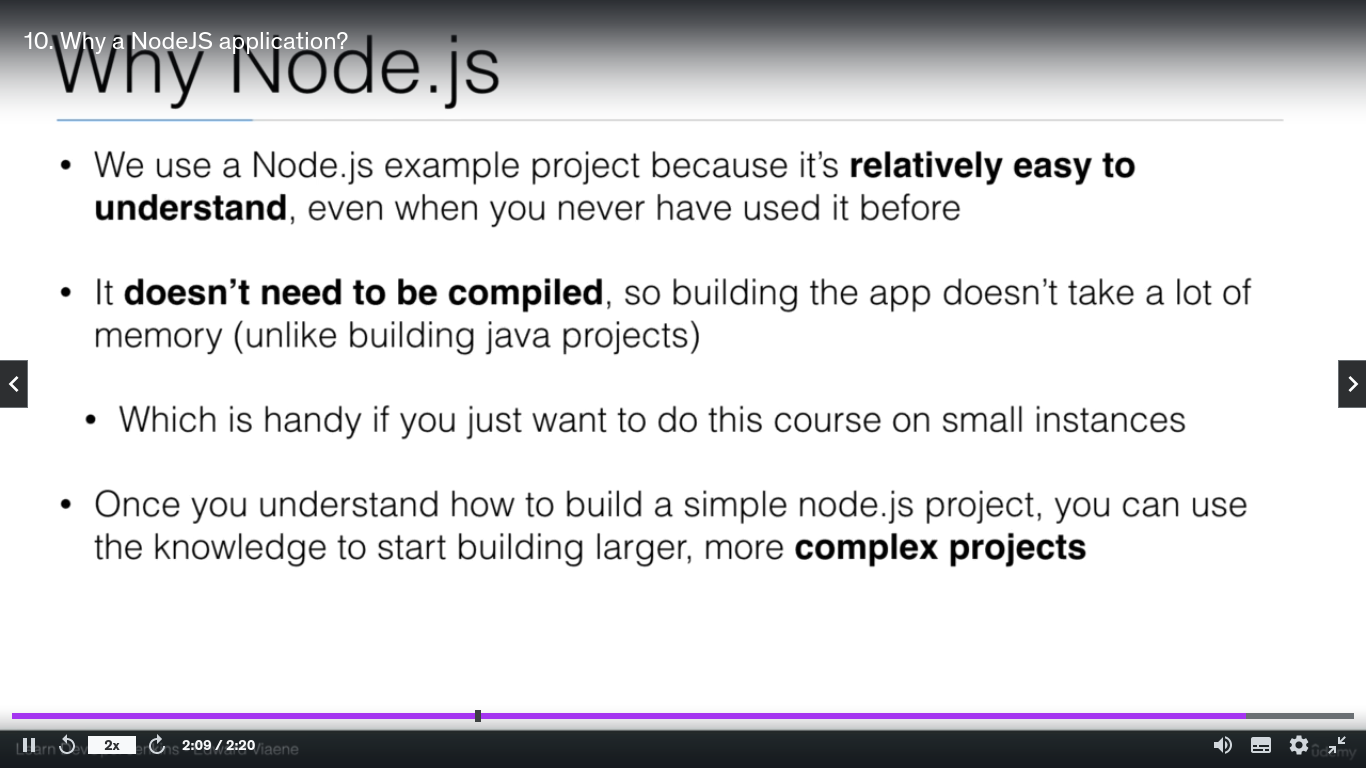 10. Why a NodeJS application?
Why Node.js
• We use a Node.js example project because it's relatively easy to
understand, even when you never have used it before
• It doesn't need to be compiled, so building the app doesn't take a lot of
memory (unlike building java projects)
• Which is handy if you just want to do this course on small instances
• Once you understand how to build a simple node.js project, you can use
the knowledge to start building larger, more complex projects
2x 2:09 / 2:20
Learn Viaene
ûdemy